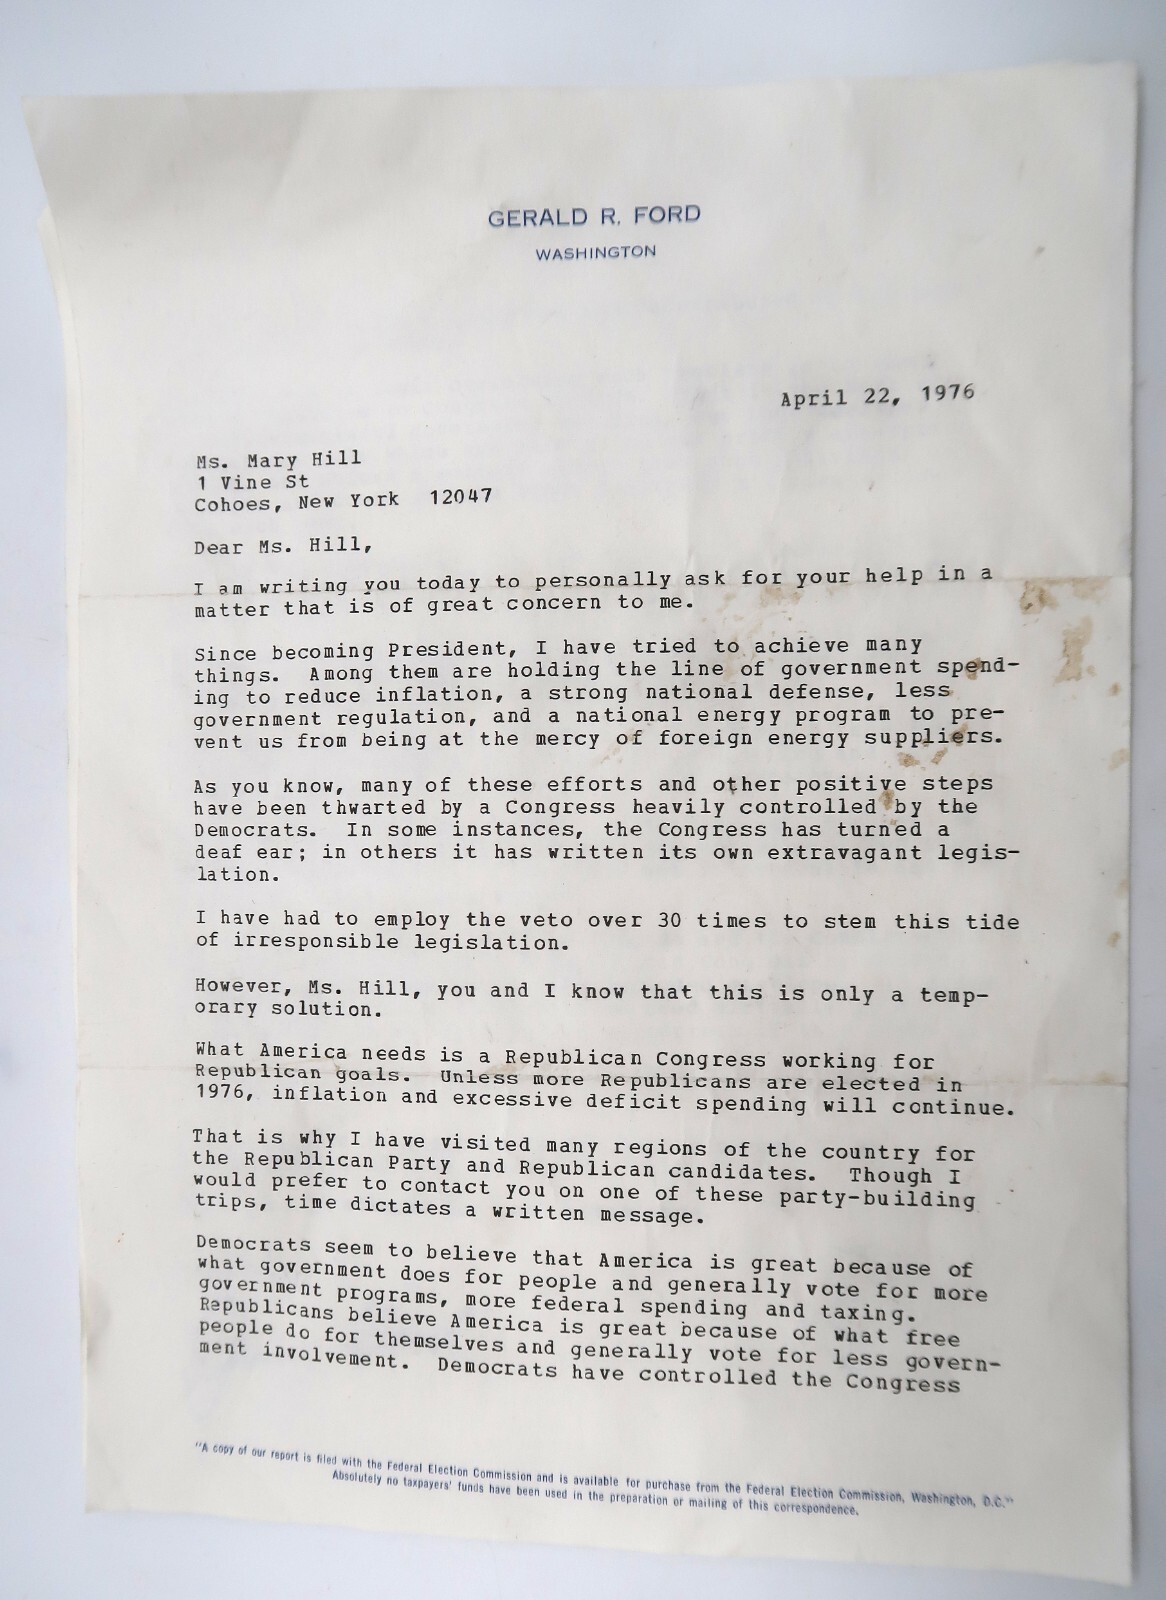 GERALD R. FORD
WASHINGTON
April 22, 1976
Ms. Mary Hill
1 Vine St
Cohoes, New York 12047
Dear Ms. Hill,
I am writing you today to personally ask for your help in a
matter that is of great concern to me.
Since becoming President, I have tried to achieve many
things. Among them are holding the line of government spend-
ing to reduce inflation, a strong national defense, less
government regulation, and a national energy program to pre-
vent us from being at the mercy of foreign energy suppliers.
As you know, many of these efforts and other positive steps
have been thwarted by a Congress heavily controlled by the
Democrats. In some instances, the Congress has turned a
deaf ear; in others it has written its own extravagant legis-
lation.
I have had to employ the veto over 30 times to stem this tide
of irresponsible legislation.
However, Ms. Hill, you and I know that this is only a temp-
orary solution.
What America needs is a Republican Congress working for
Republican goals. Unless more Republicans are elected in
1976, inflation and excessive deficit spending will continue.
That is why I have visited many regions of the country for
the Republican Party and Republican candidates. Though I
would prefer to contact you on one of these party-building
trips, time dictates a written message.
Democrats seem to believe that America is great because of
what government does for people and generally vote for more
government programs, more federal spending and taxing.
Republicans believe America is great because of what free
people do for themselves and generally vote for less govern-
ment involvement. Democrats have controlled the Congress
"A copy of our report is filed with the Federal Election Commission and is available for purchase from the Federal Election Commission, Washington, D.C."
Absolutely no taxpayers' funds have been used in the preparation or mailing of this correspondence.